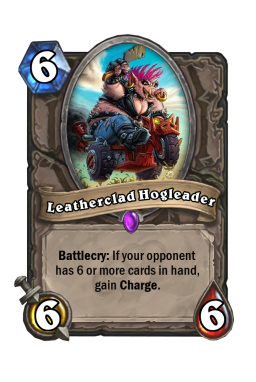 6
Leatherclad Hogleader
Battlecry: If your opponent
has 6 or more cards in hand,
gain Charge.
6
6